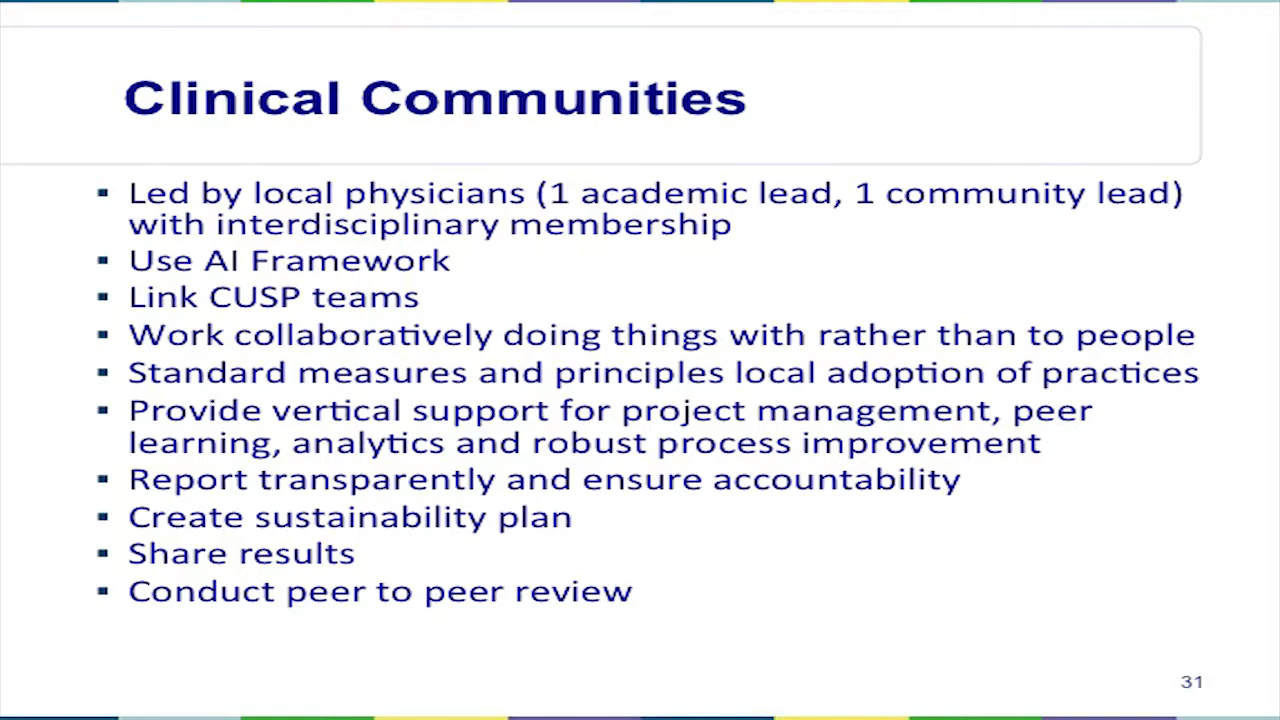 Clinical Communities
▪ Led by local physicians (1 academic lead, 1 community lead)
with interdisciplinary membership
▪ Use AI Framework
▪ Link CUSP teams
▪ Work collaboratively doing things with rather than to people
▪ Standard measures and principles local adoption of practices
▪ Provide vertical support for project management, peer
learning, analytics and robust process improvement
▪ Report transparently and ensure accountability
▪ Create sustainability plan
▪ Share results
▪ Conduct peer to peer review
31